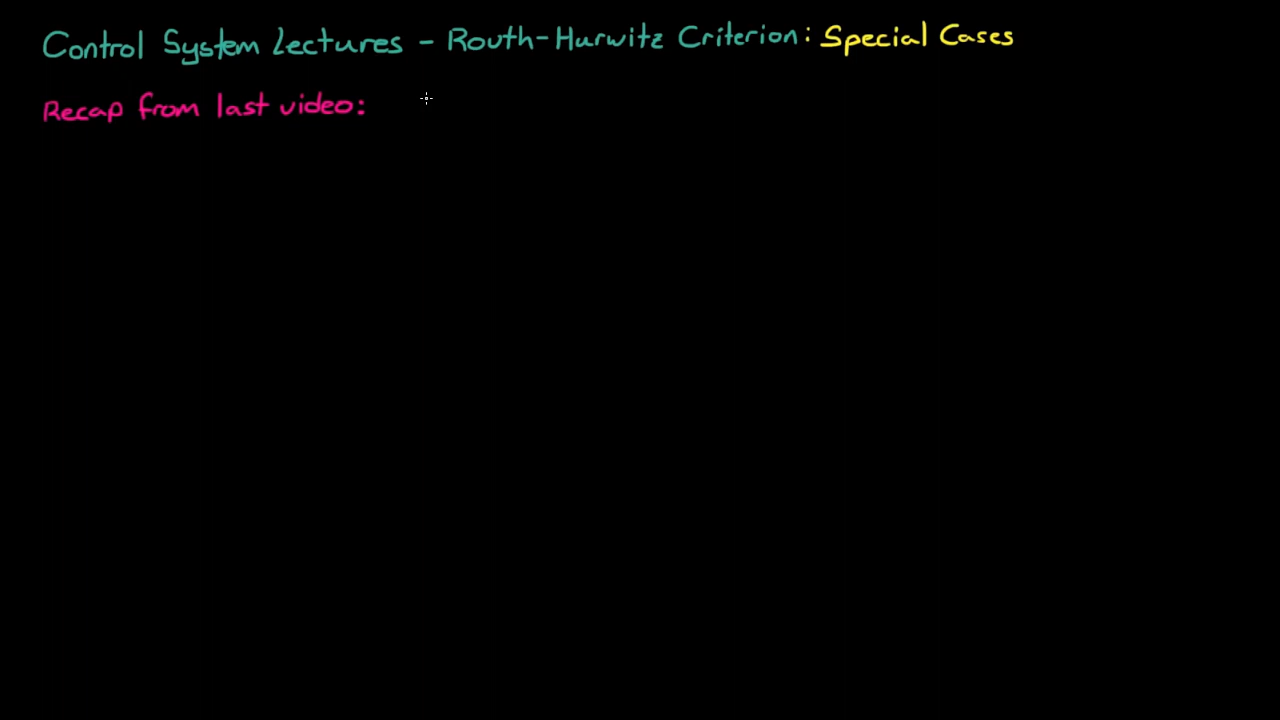 Control System Lectures - Routh-Hurwitz Criterion: Special Cases
Recap from last video: